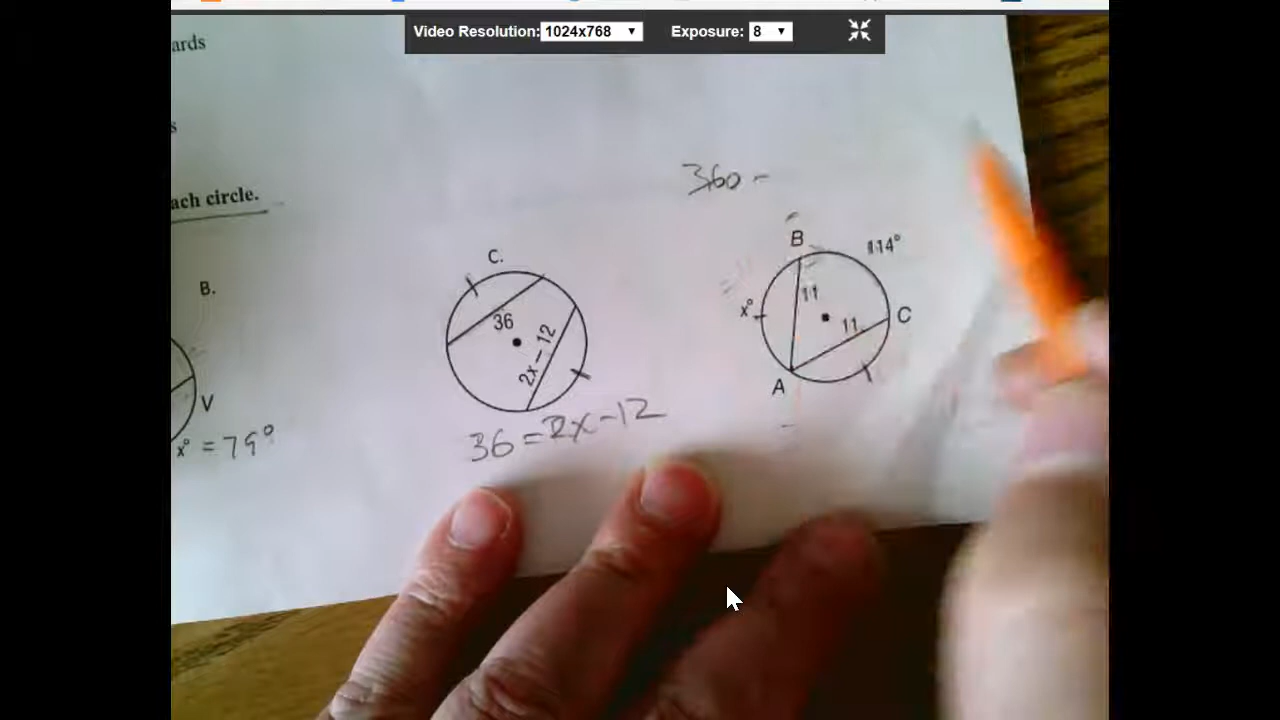 Video Resolution: 1024x768 Exposure: 8
ards
s
ach circle.
360 -
B.
V
x° = 79°
C.
36
2x - 12
36 = 2x - 12
B
114°
11
x°
11
C
A